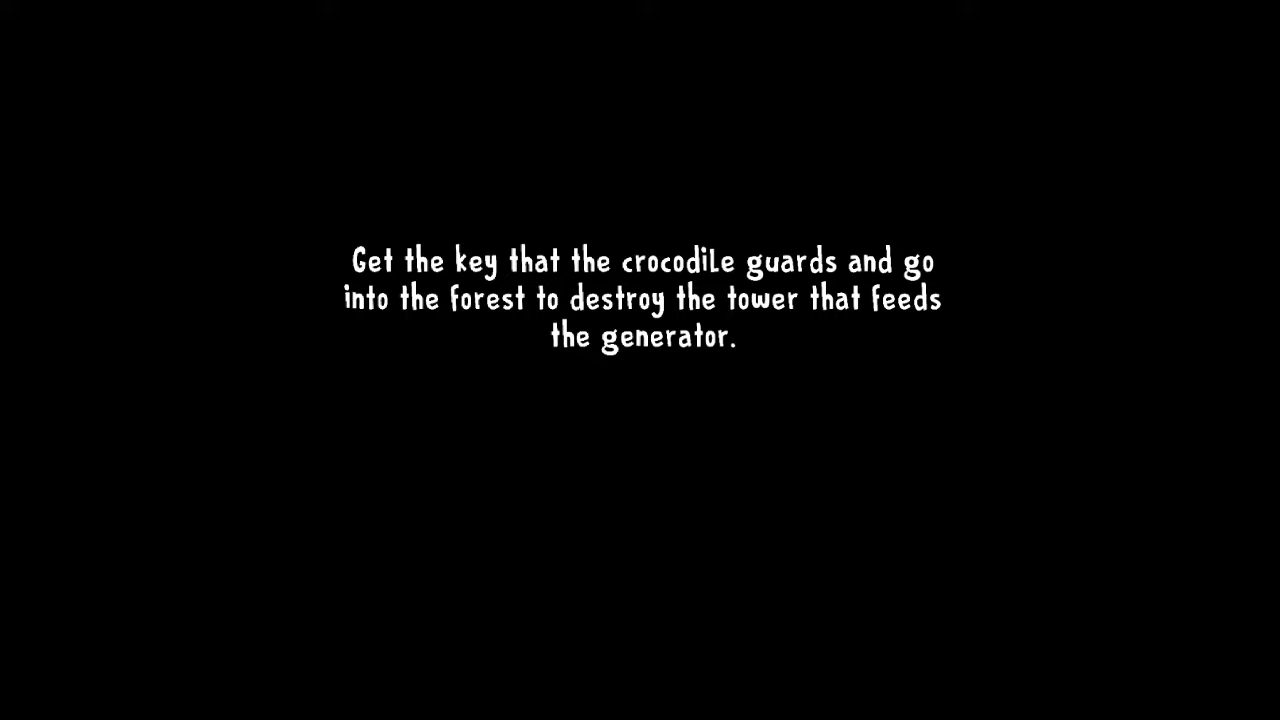 Get the key that the crocodile guards and go
into the forest to destroy the tower that feeds
the generator.